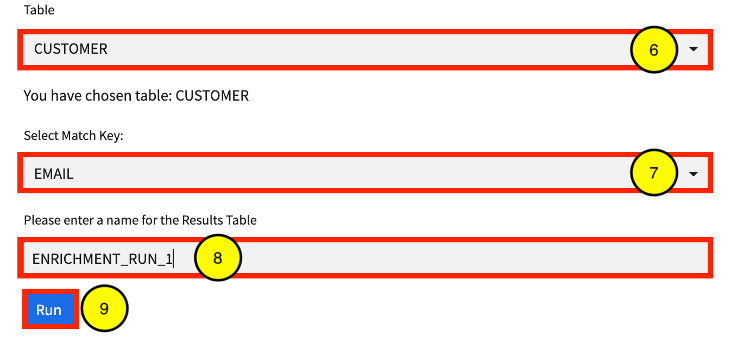 Table
CUSTOMER 6
You have chosen table: CUSTOMER
Select Match Key:
EMAIL 7
Please enter a name for the Results Table
ENRICHMENT_RUN_1 8
Run 9